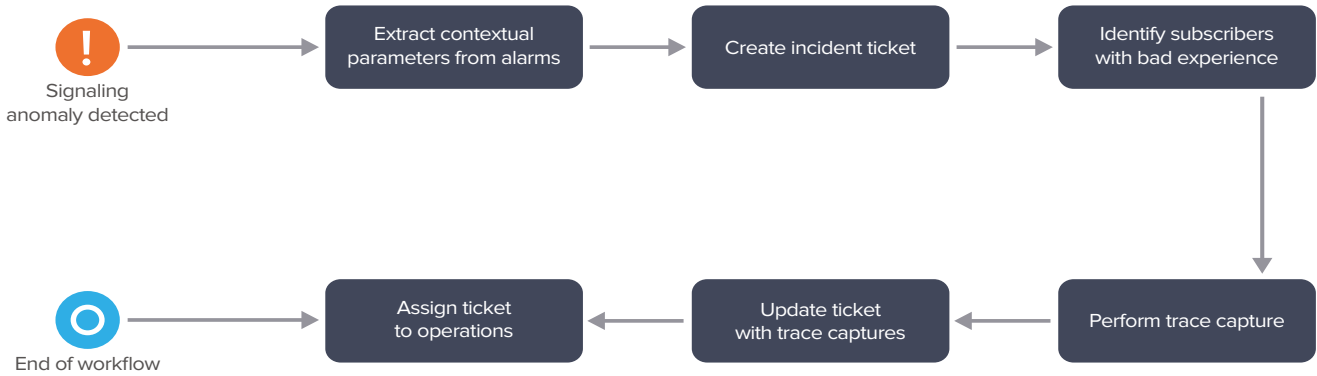 Signaling
anomaly detected
Extract contextual
parameters from alarms
Create incident ticket
Identify subscribers
with bad experience
Perform trace capture
Update ticket
with trace captures
Assign ticket
to operations
End of workflow